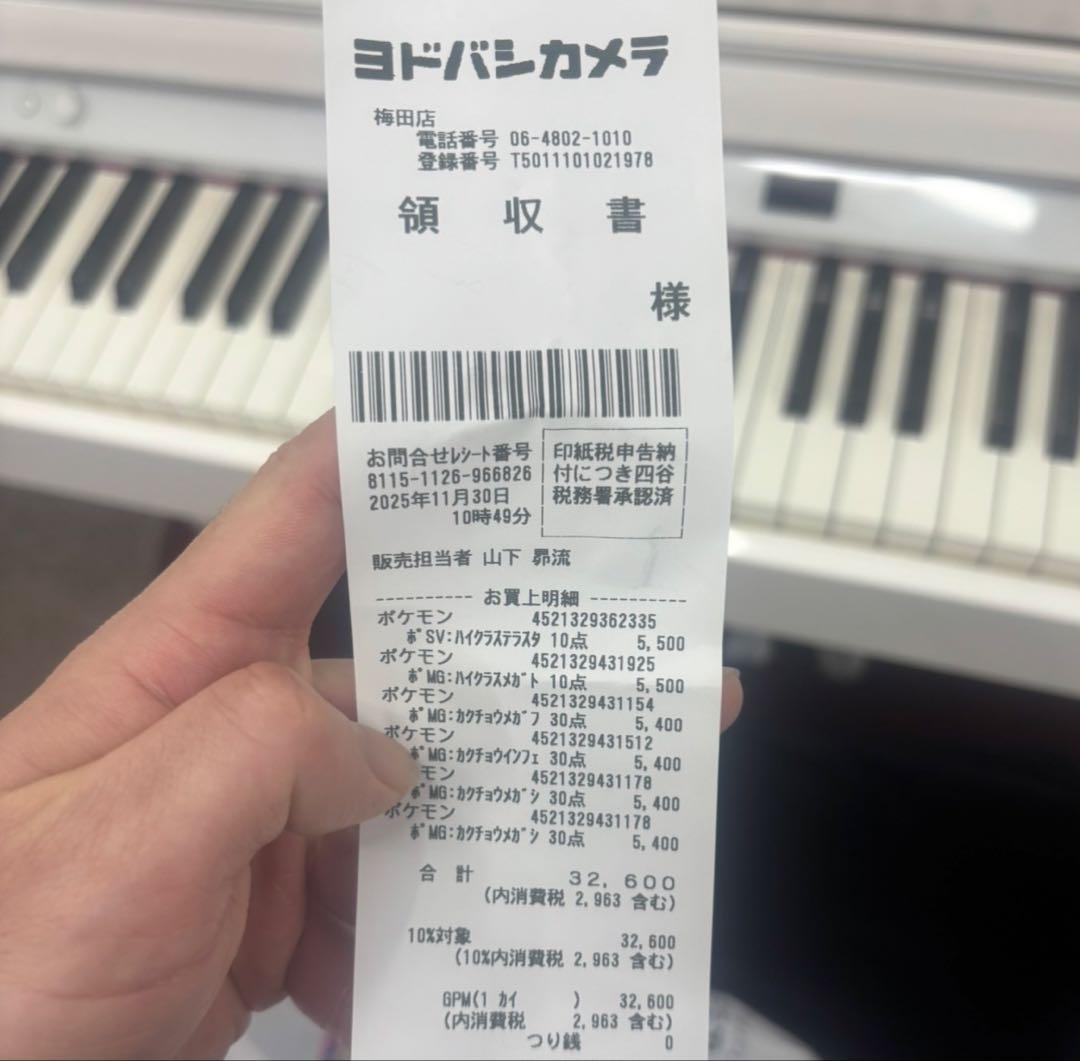 ヨドバシカメラ
梅田店
電話番号 06-4802-1010
登録番号 T5011101021978
領 収 書
様
お問合せﾚｼｰﾄ番号
8115-1126-966826
2025年11月30日
10時49分
印紙税申告納
付につき四谷
税務署承認済
販売担当者 山下 昴流
---------- お買上明細 ----------
ポケモン 4521329362335
ﾎﾟSV:ﾊｲｸﾗｽﾃﾗｽﾀ 10点 5,500
ポケモン 4521329431925
ﾎﾟMG:ﾊｲｸﾗｽﾒｶﾞﾄ 10点 5,500
ポケモン 4521329431154
ﾎﾟMG:ｶｸﾁｮｳﾒｶﾞﾌ 30点 5,400
ポケモン 4521329431512
ﾎﾟMG:ｶｸﾁｮｳｲﾝﾌｪ 30点 5,400
モン 4521329431178
ﾎﾟMG:ｶｸﾁｮｳﾒｶﾞｼ 30点 5,400
ポケモン 4521329431178
ﾎﾟMG:ｶｸﾁｮｳﾒｶﾞｼ 30点 5,400
合 計 32,600
(内消費税 2,963 含む)
10%対象 32,600
(10%内消費税 2,963 含む)
GPM(1 ｶｲ ) 32,600
(内消費税 2,963 含む)
つり銭 0